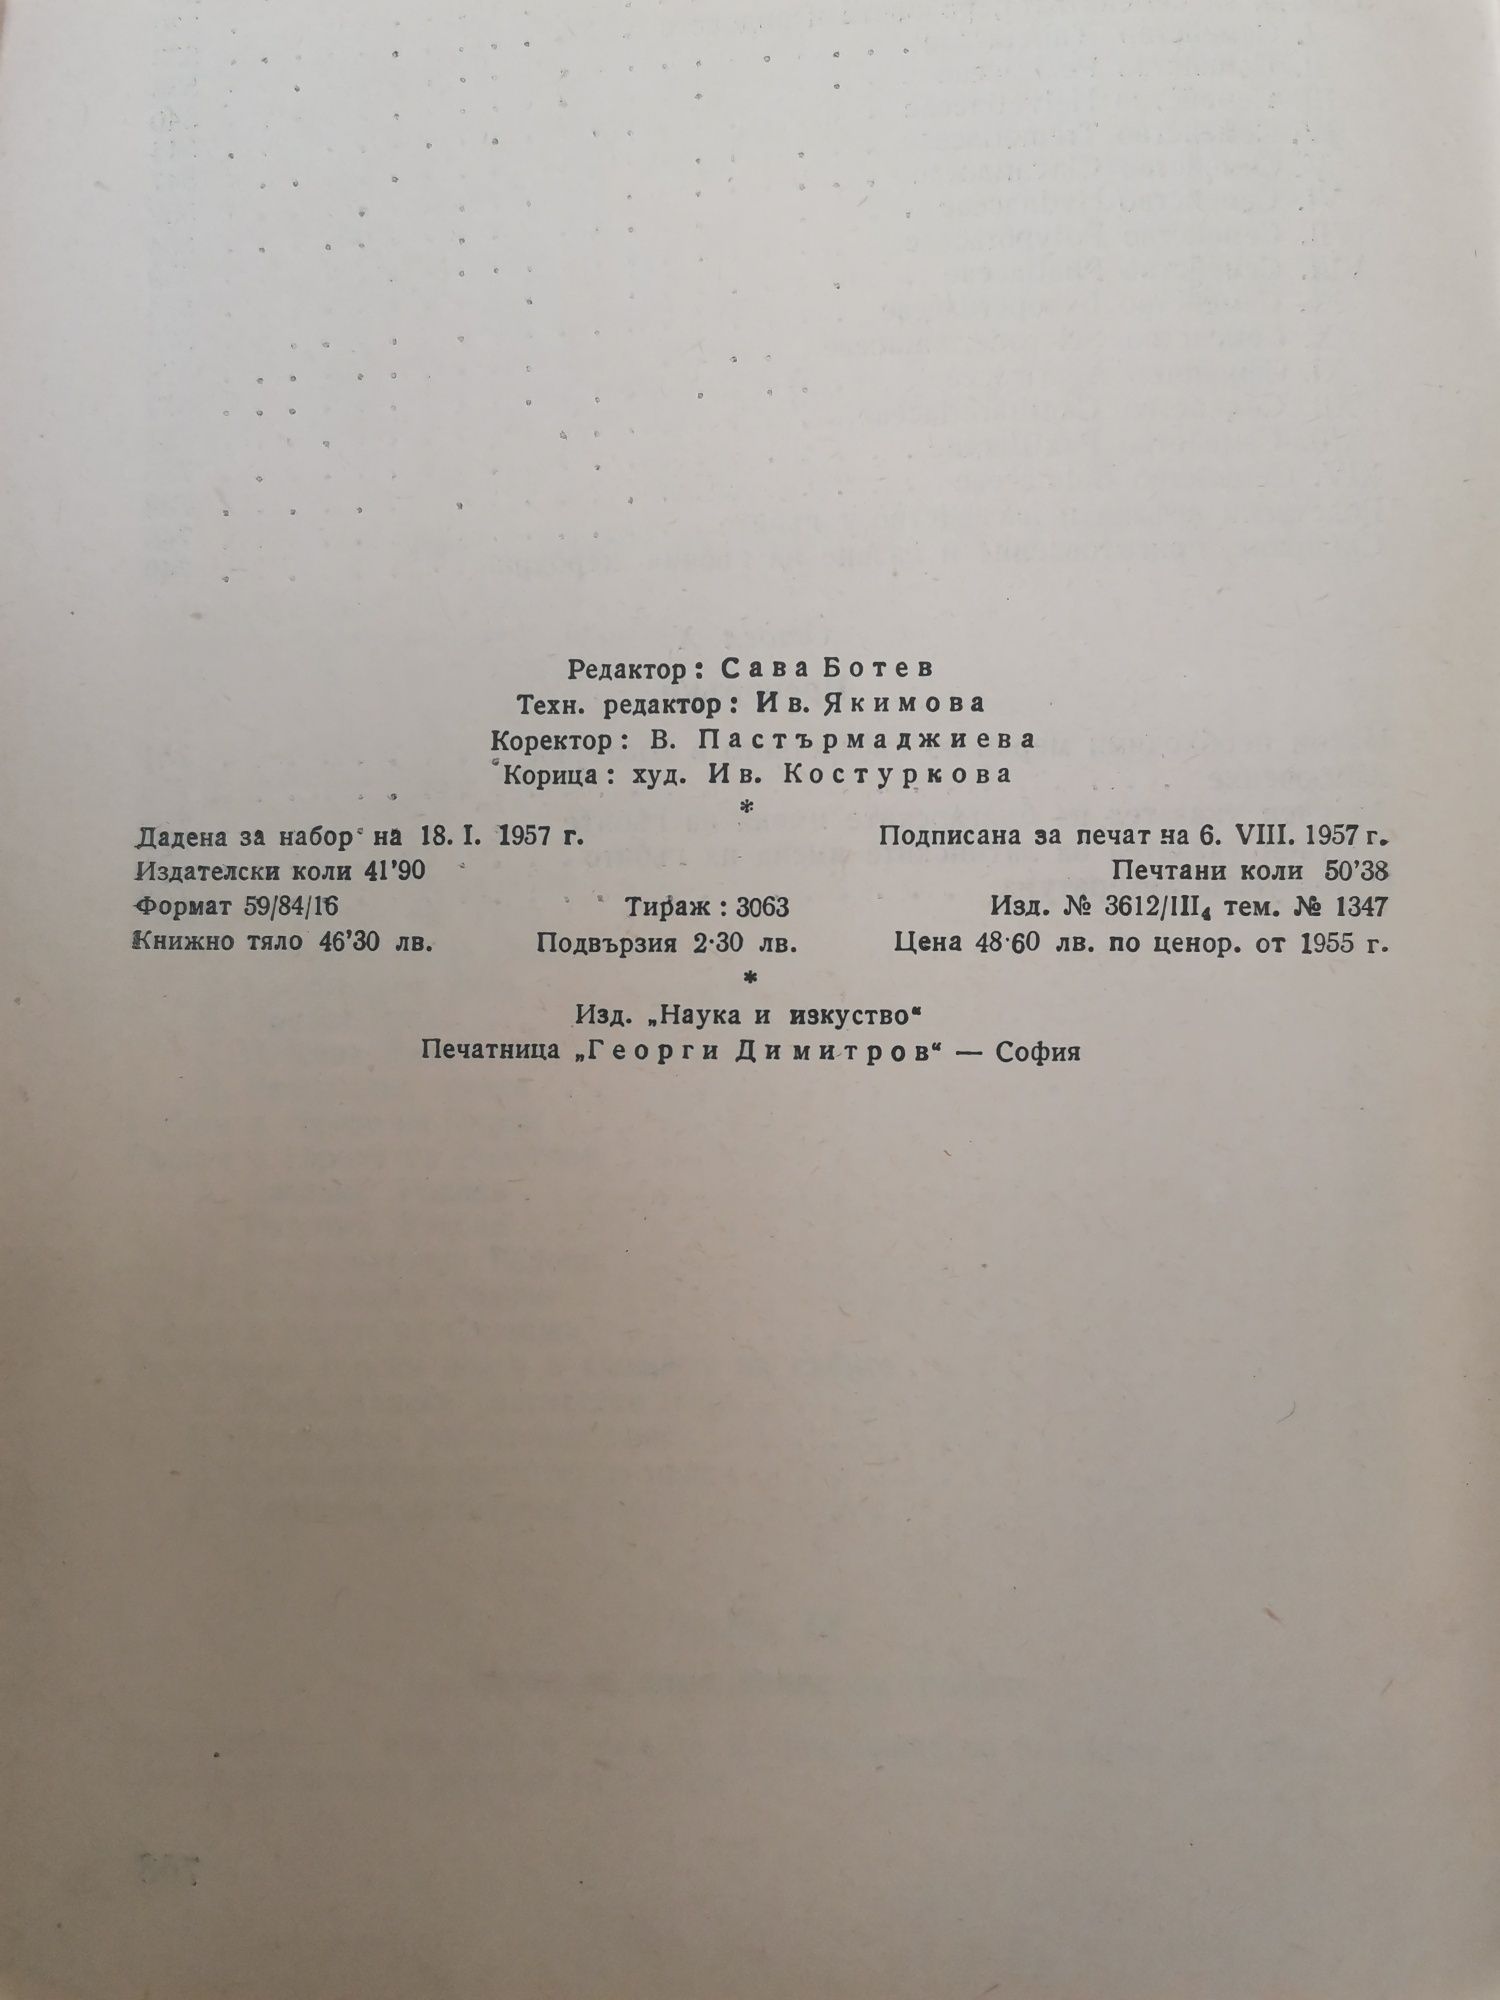 Редактор: Сава Ботев
Техн. редактор: Ив. Якимова
Коректор: В. Пастърмаджиева
Корица: худ. Ив. Костуркова
*
Дадена за набор на 18. I. 1957 г. Подписана за печат на 6. VIII. 1957 г.
Издателски коли 41'90 Печтани коли 50'38
Формат 59/84/16 Тираж: 3063 Изд. № 3612/III₄ тем. № 1347
Книжно тяло 46'30 лв. Подвързия 2·30 лв. Цена 48·60 лв. по ценор. от 1955 г.
*
Изд. „Наука и изкуство“
Печатница „Георги Димитров“ — София